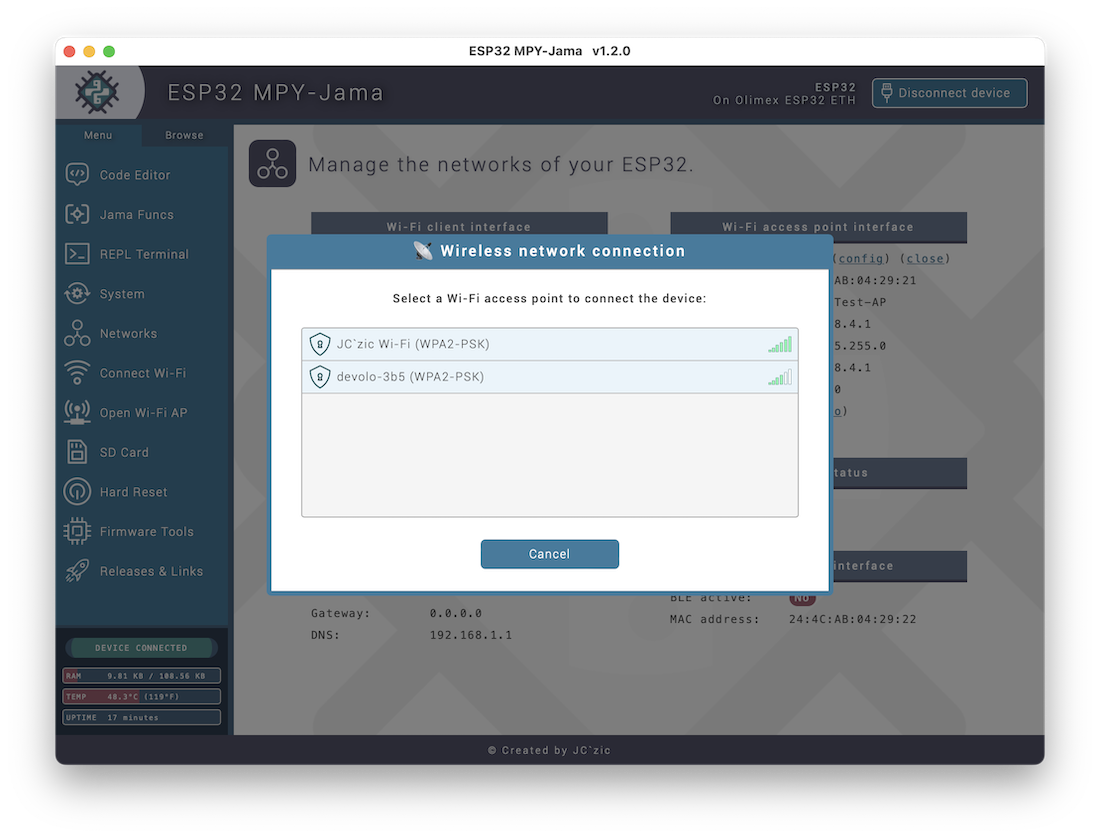 ESP32 MPY-Jama v1.2.0
ESP32 MPY-Jama
ESP32
On Olimex ESP32 ETH
Disconnect device
Menu
Browse
Code Editor
Jama Funcs
REPL Terminal
System
Networks
Connect Wi-Fi
Open Wi-Fi AP
SD Card
Hard Reset
Firmware Tools
Releases & Links
DEVICE CONNECTED
RAM 9.81 KB / 108.56 KB
TEMP 48.3°C (119°F)
UPTIME 17 minutes
Manage the networks of your ESP32.
Wi-Fi client interface
Wi-Fi access point interface
(config) (close)
AB:04:29:21
Test-AP
8.4.1
5.255.0
8.4.1
0
o)
tatus
interface
Wireless network connection
Select a Wi-Fi access point to connect the device:
JC`zic Wi-Fi (WPA2-PSK)
devolo-3b5 (WPA2-PSK)
Cancel
Gateway: 0.0.0.0
DNS: 192.168.1.1
BLE active: No
MAC address: 24:4C:AB:04:29:22
© Created by JC`zic